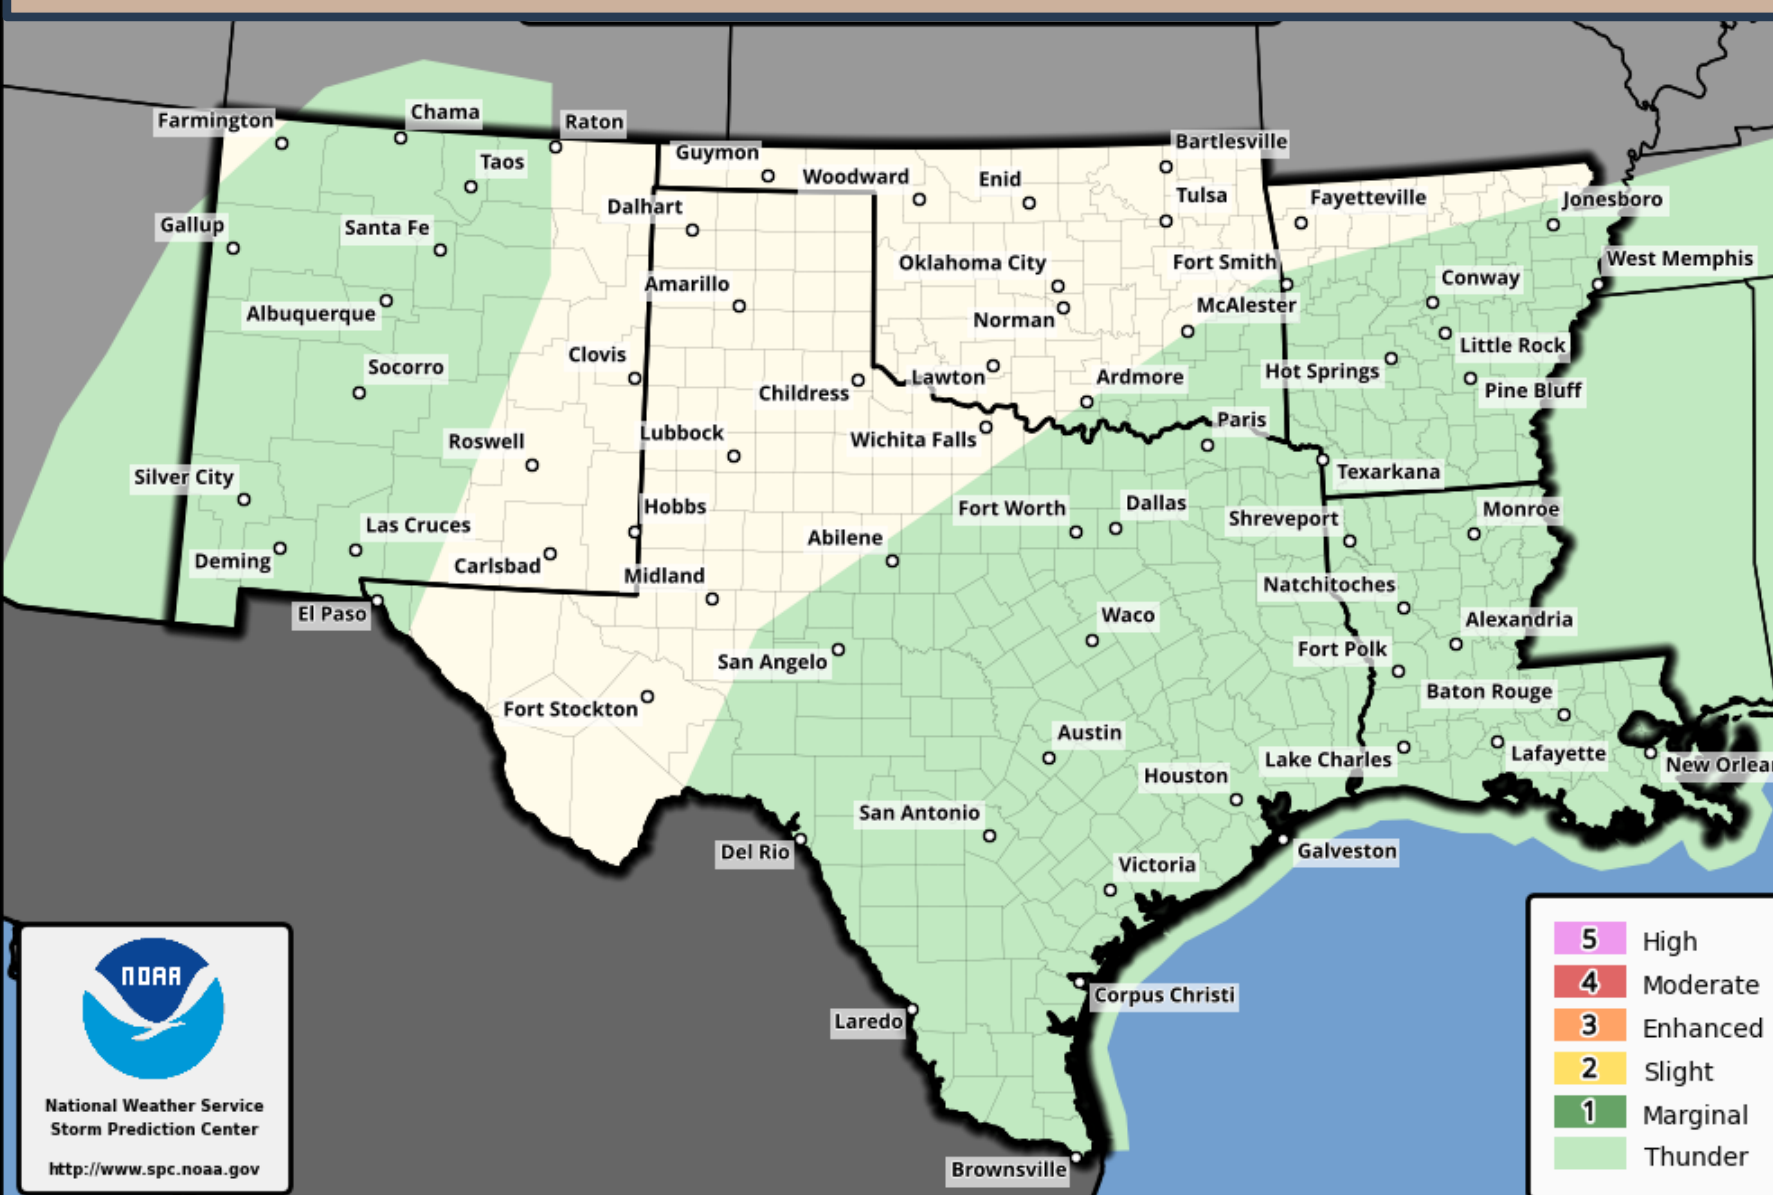 Farmington
Chama
Raton
Taos
Guymon
Bartlesville
Woodward
Enid
Tulsa
Fayetteville
Jonesboro
Dalhart
Gallup
Santa Fe
Oklahoma City
Fort Smith
West Memphis
Amarillo
Conway
McAlester
Albuquerque
Norman
Little Rock
Clovis
Socorro
Hot Springs
Lawton
Ardmore
Childress
Pine Bluff
Paris
Lubbock
Roswell
Wichita Falls
Texarkana
Silver City
Hobbs
Fort Worth
Dallas
Shreveport
Monroe
Las Cruces
Abilene
Deming
Carlsbad
Midland
Natchitoches
El Paso
Waco
Alexandria
San Angelo
Fort Polk
Baton Rouge
Fort Stockton
Austin
Lake Charles
Lafayette
New Orlea
Houston
San Antonio
Del Rio
Galveston
Victoria
Corpus Christi
Laredo
Brownsville
NOAA
National Weather Service
Storm Prediction Center
http://www.spc.noaa.gov
5 High
4 Moderate
3 Enhanced
2 Slight
1 Marginal
Thunder